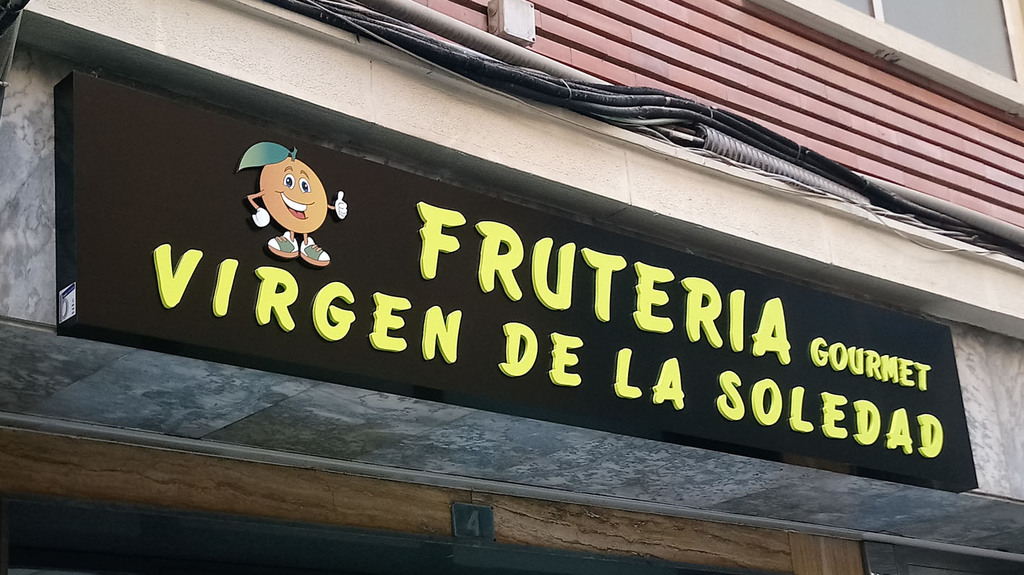 FRUTERIA GOURMET
VIRGEN DE LA SOLEDAD
4